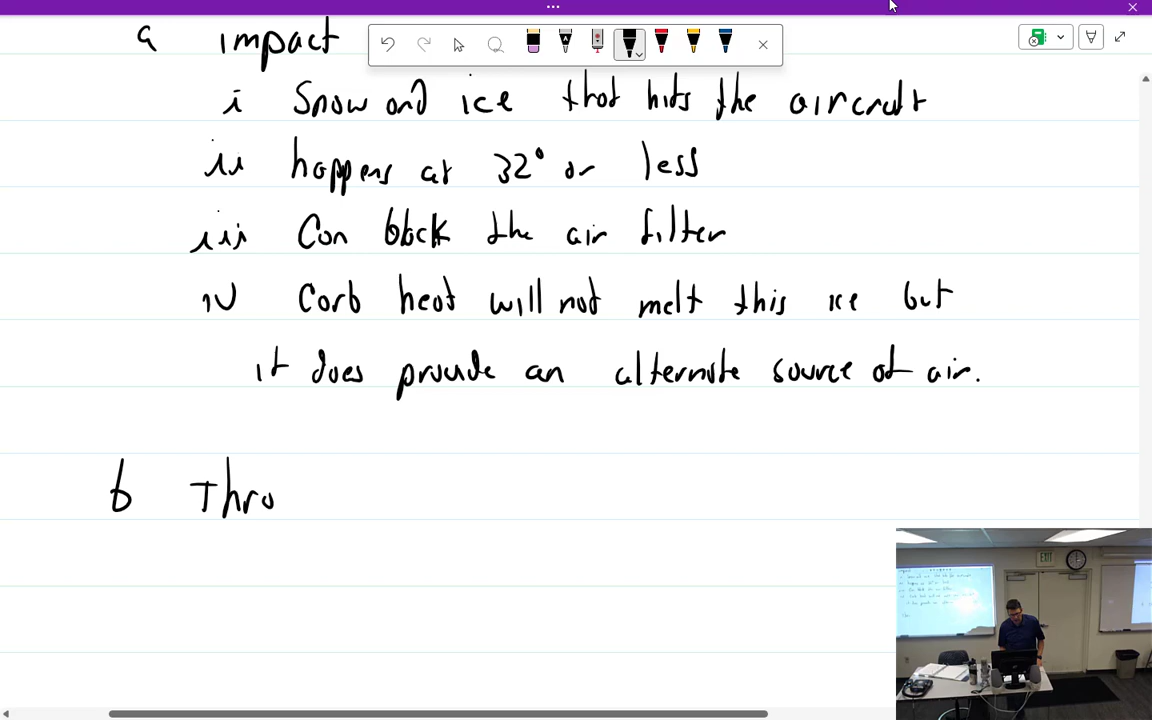 a impact
i Snow and ice that hits the aircraft
ii happens at 32° or less
iii Can block the air filter
iv Carb heat will not melt this ice but
it does provide an alternate source of air.
b Thro
EXIT